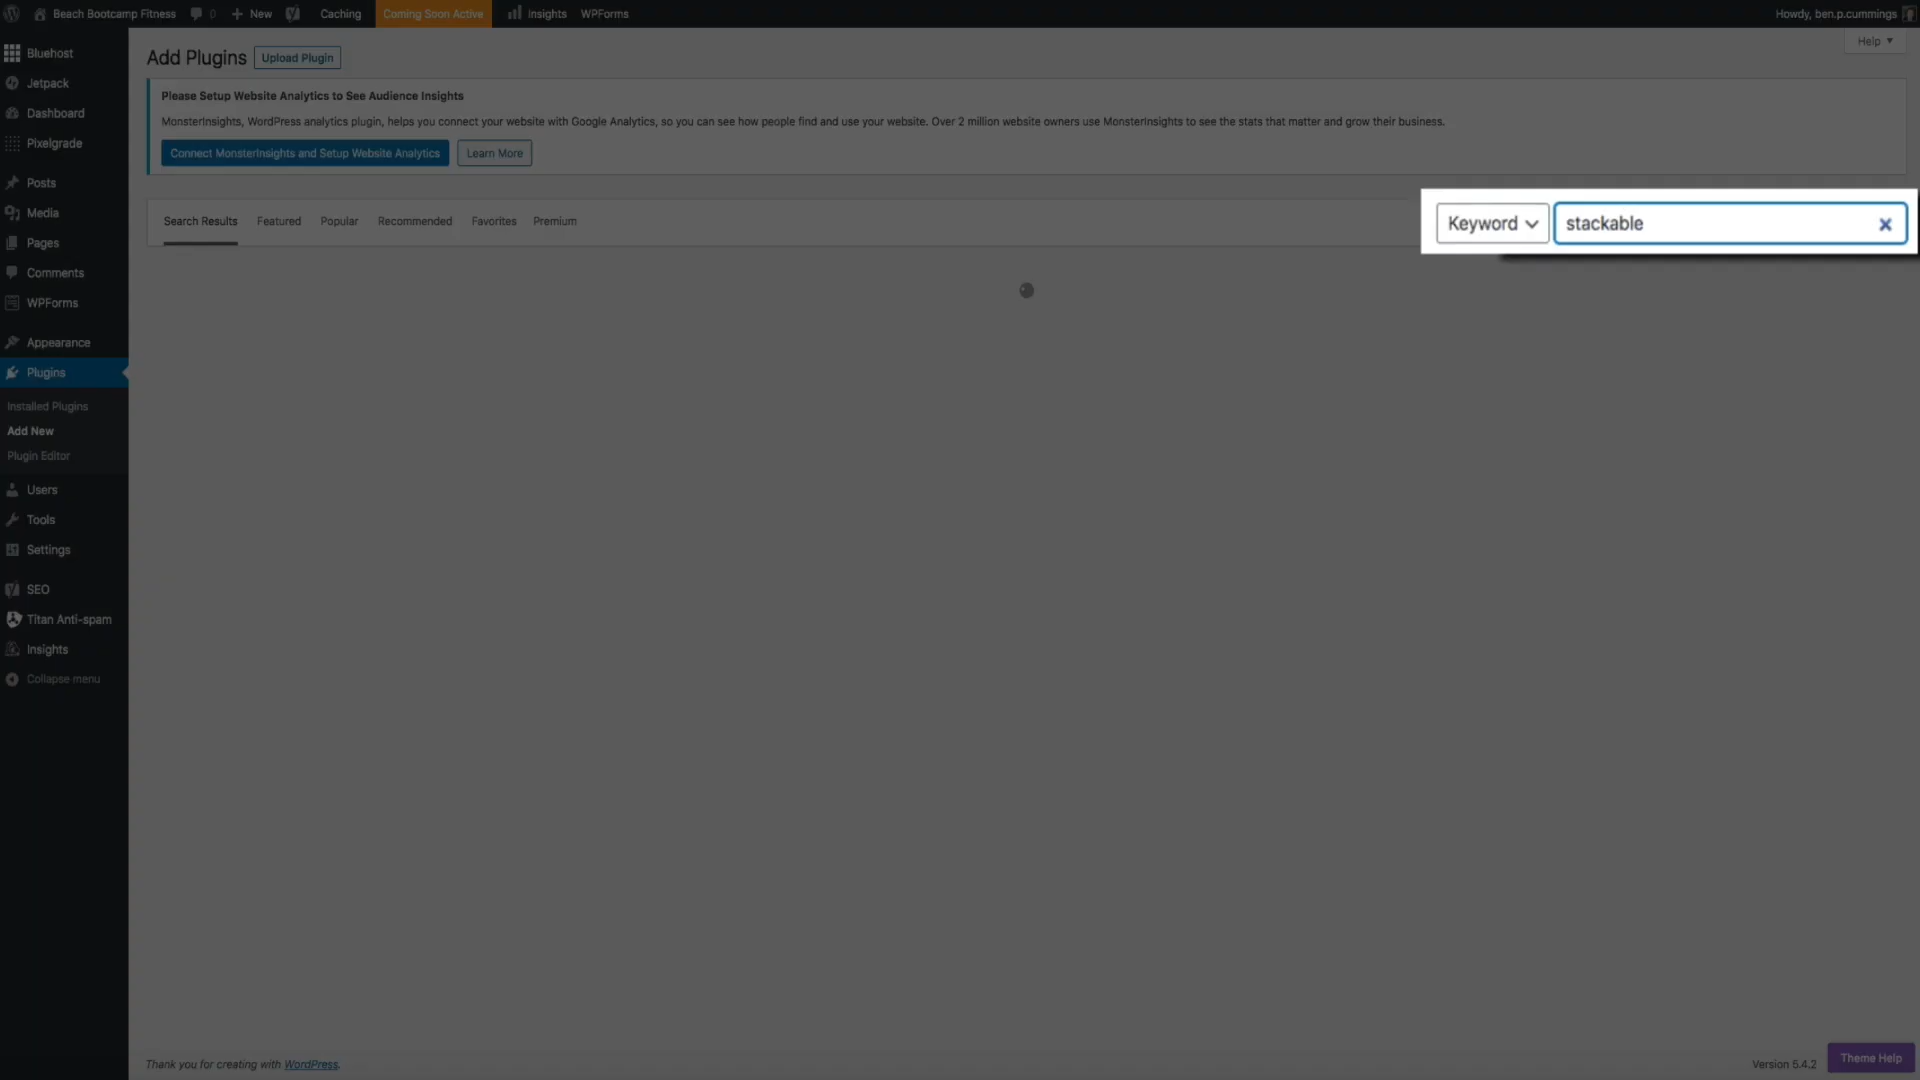 Beach Bootcamp Fitness 0 New Caching Coming Soon Active Insights WPForms Howdy, ben.p.cummings
Help
Bluehost
Jetpack
Dashboard
Pixelgrade
Posts
Media
Pages
Comments
WPForms
Appearance
Plugins
Installed Plugins
Add New
Plugin Editor
Users
Tools
Settings
SEO
Titan Anti-spam
Insights
Collapse menu
Add Plugins Upload Plugin
Please Setup Website Analytics to See Audience Insights
MonsterInsights, WordPress analytics plugin, helps you connect your website with Google Analytics, so you can see how people find and use your website. Over 2 million website owners use MonsterInsights to see the stats that matter and grow their business.
Connect MonsterInsights and Setup Website Analytics Learn More
Search Results Featured Popular Recommended Favorites Premium Keyword stackable
Thank you for creating with WordPress. Version 5.4.2 Theme Help